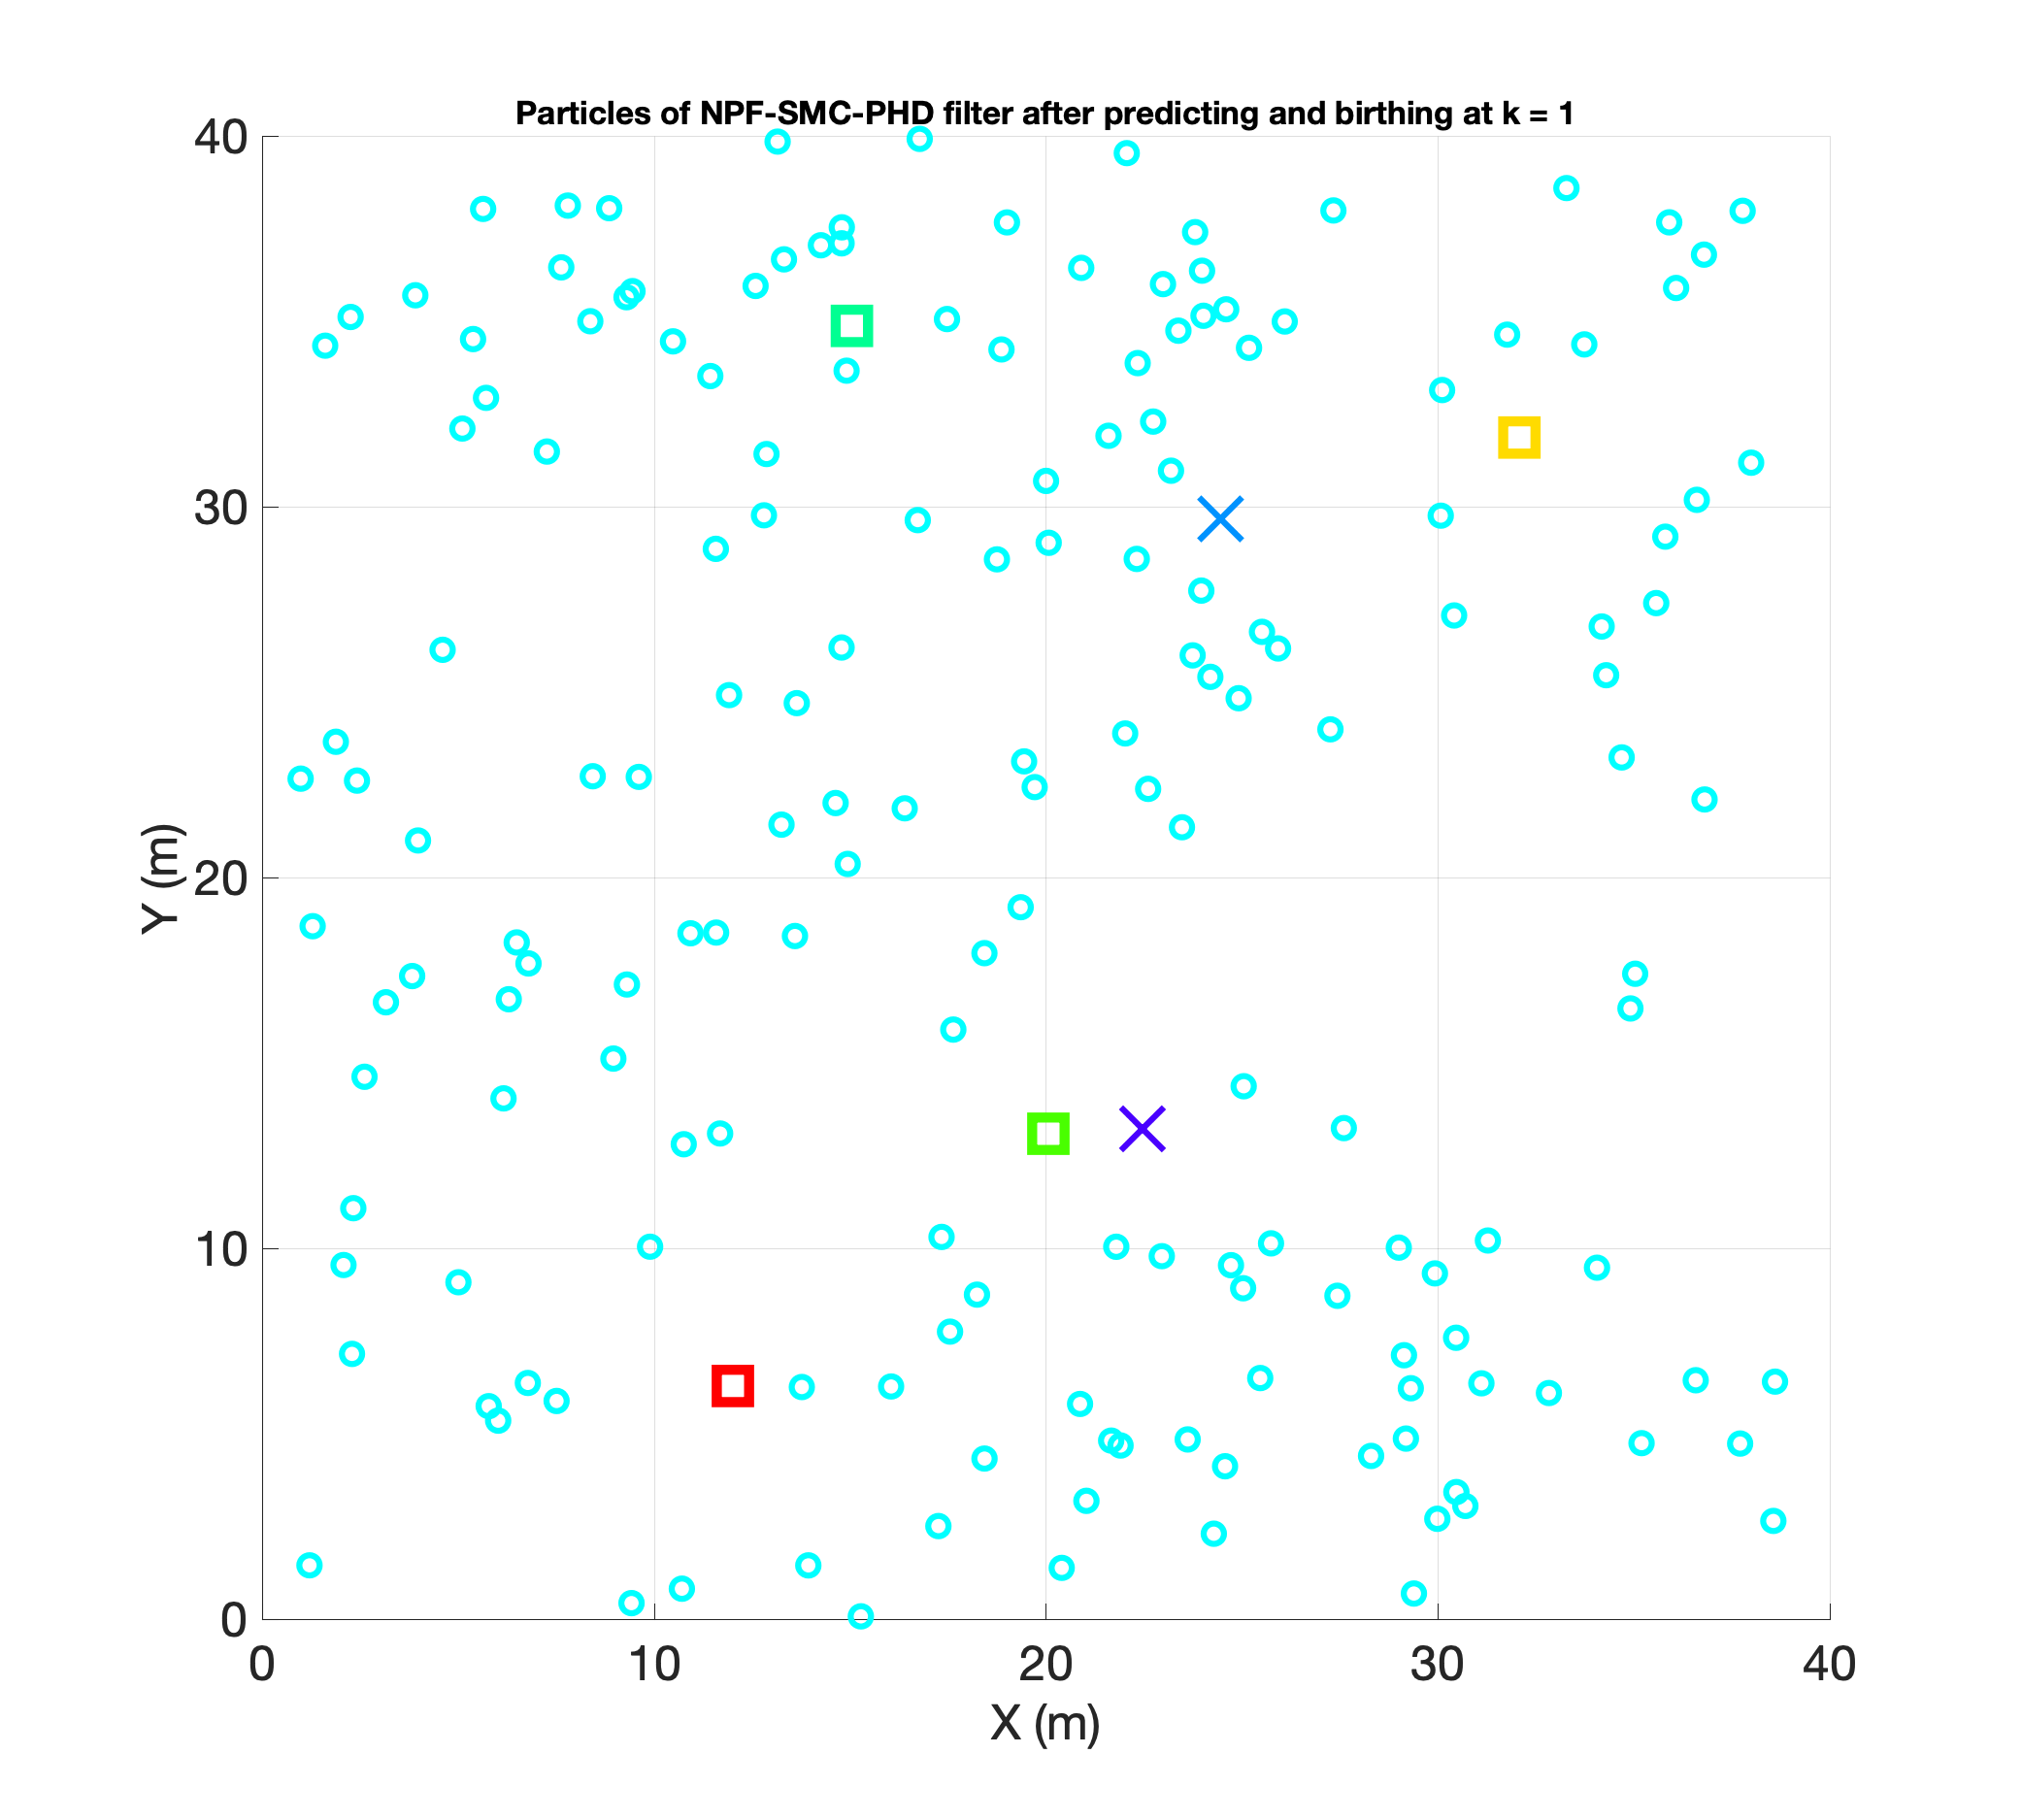 Particles of NPF-SMC-PHD filter after predicting and birthing at k = 1
40
30
20
10
0
Y (m)
0 10 20 30 40
X (m)